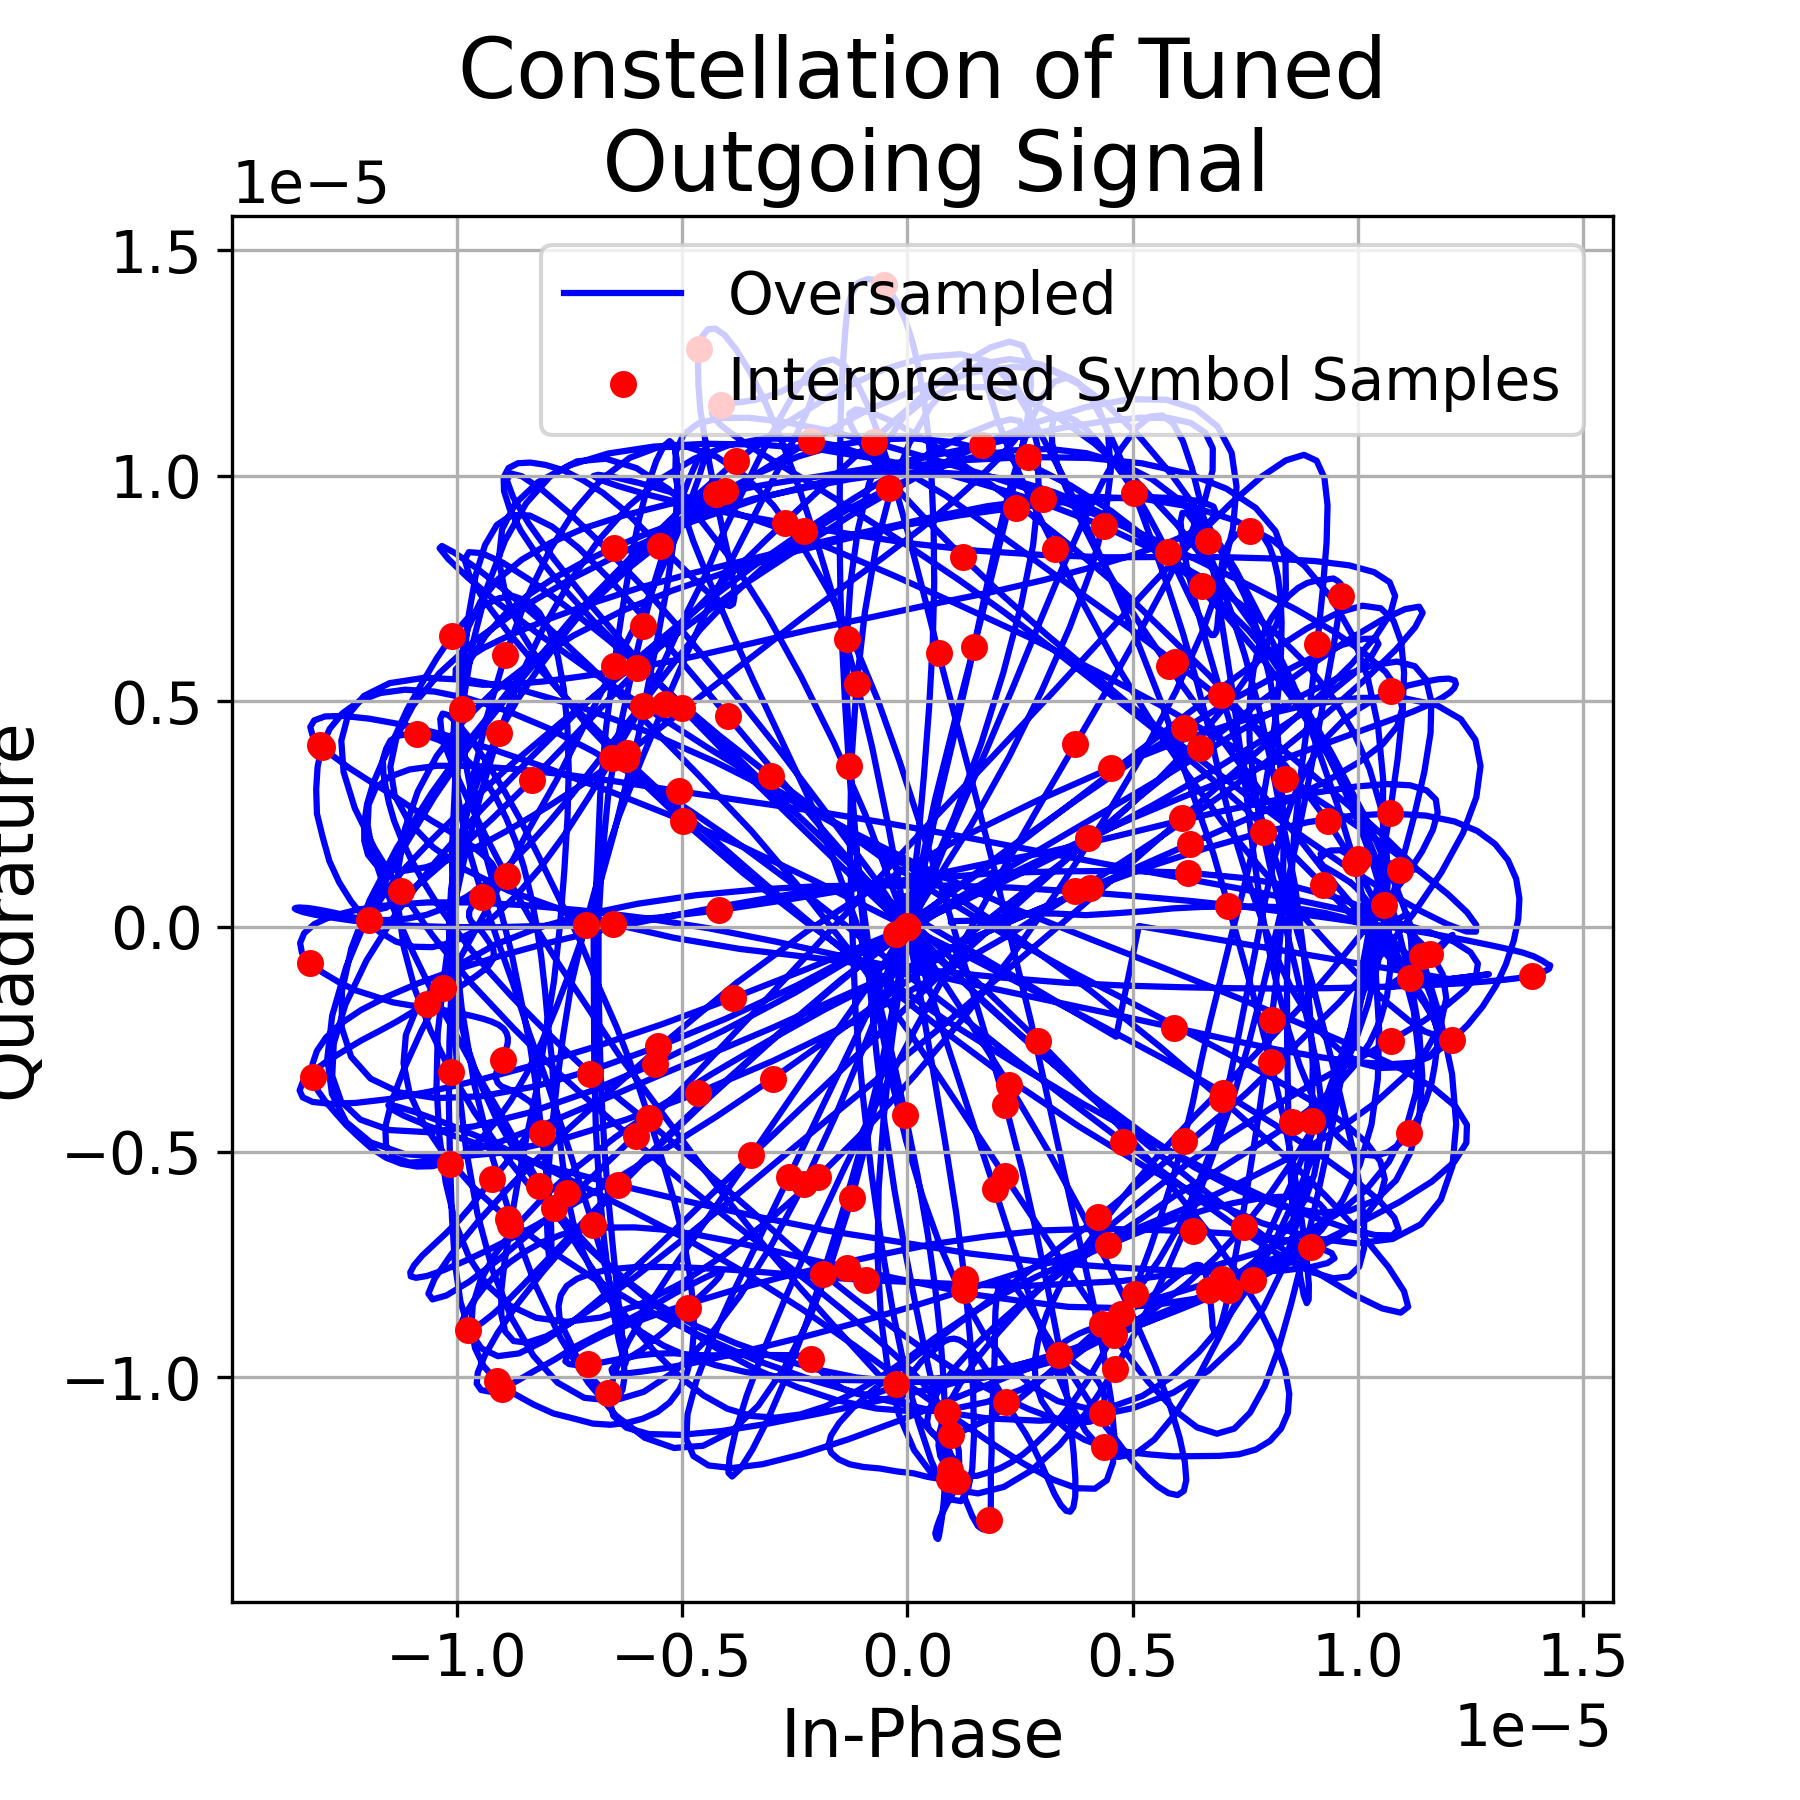 Constellation of Tuned
Outgoing Signal
1e−5
Oversampled
Interpreted Symbol Samples
1.5
1.0
0.5
0.0
−0.5
−1.0
Quadrature
−1.0 −0.5 0.0 0.5 1.0 1.5
1e−5
In-Phase